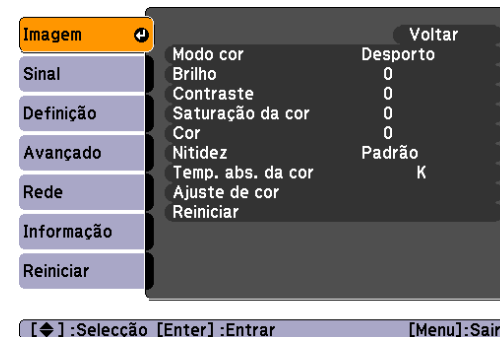 Imagem
Sinal
Definição
Avançado
Rede
Informação
Reiniciar
Voltar
Modo cor Desporto
Brilho 0
Contraste 0
Saturação da cor 0
Cor 0
Nitidez Padrão
Temp. abs. da cor K
Ajuste de cor
Reiniciar
[◆] :Selecção [Enter] :Entrar [Menu]:Sair